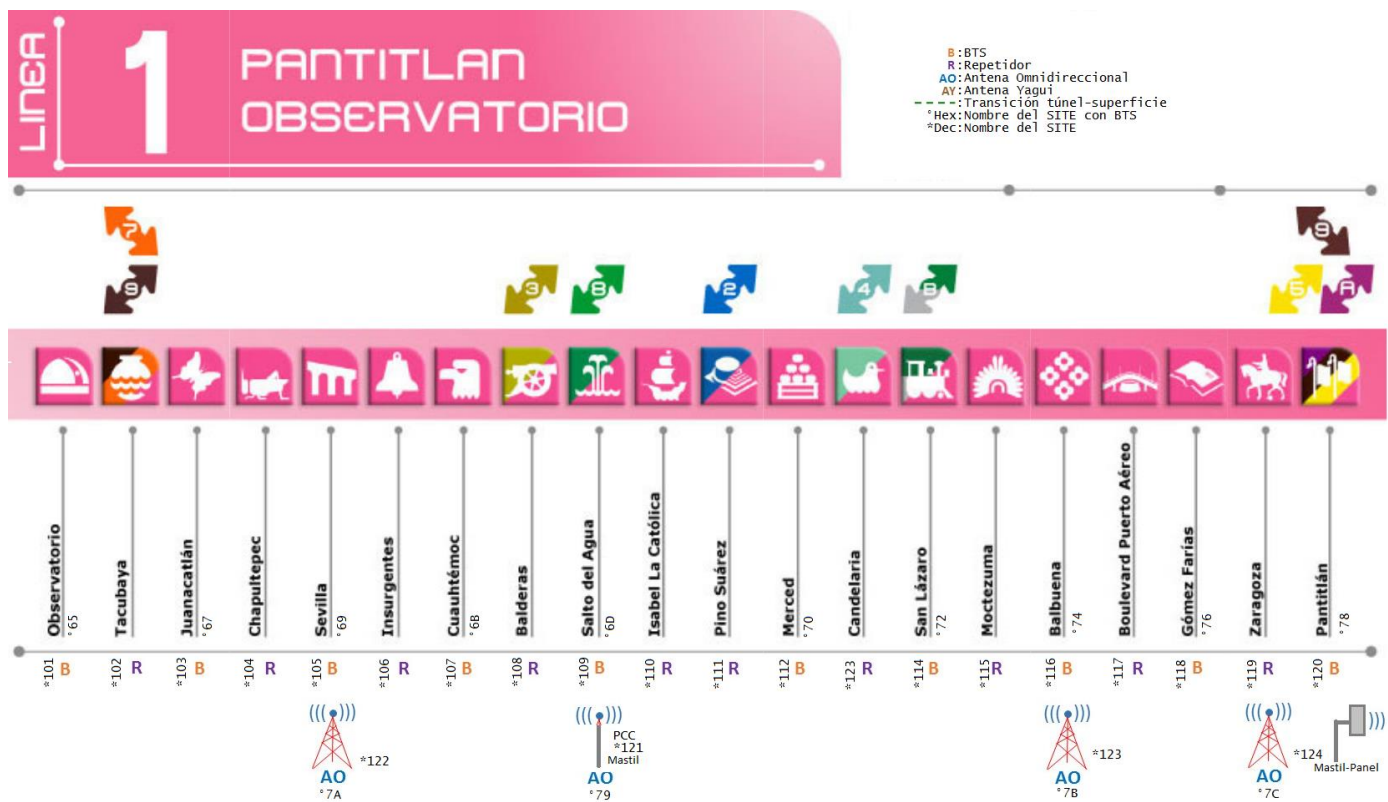 LINEA
1
PANTITLAN
OBSERVATORIO
B:BTS
R:Repetidor
AO:Antena Omnidireccional
AY:Antena Yagui
-----:Transición túnel-superficie
°Hex:Nombre del SITE con BTS
*Dec:Nombre del SITE
7
9
3
8
2
4
B
9
5
A
Observatorio
°65
Tacubaya
Juanacatlán
°67
Chapultepec
Sevilla
°69
Insurgentes
Cuauhtémoc
°6B
Balderas
Salto del Agua
°6D
Isabel La Católica
Pino Suárez
Merced
°70
Candelaria
San Lázaro
°72
Moctezuma
Balbuena
°74
Boulevard Puerto Aéreo
Gómez Farías
°76
Zaragoza
Pantitlán
°78
*101 B
*102 R
*103 B
*104 R
*105 B
*106 R
*107 B
*108 R
*109 B
*110 R
*111 R
*112 B
*123 R
*114 B
*115 R
*116 B
*117 R
*118 B
*119 R
*120 B
*122
AO
°7A
PCC
*121
Mastil
AO
°79
*123
AO
°7B
*124
AO
°7C
Mastil-Panel